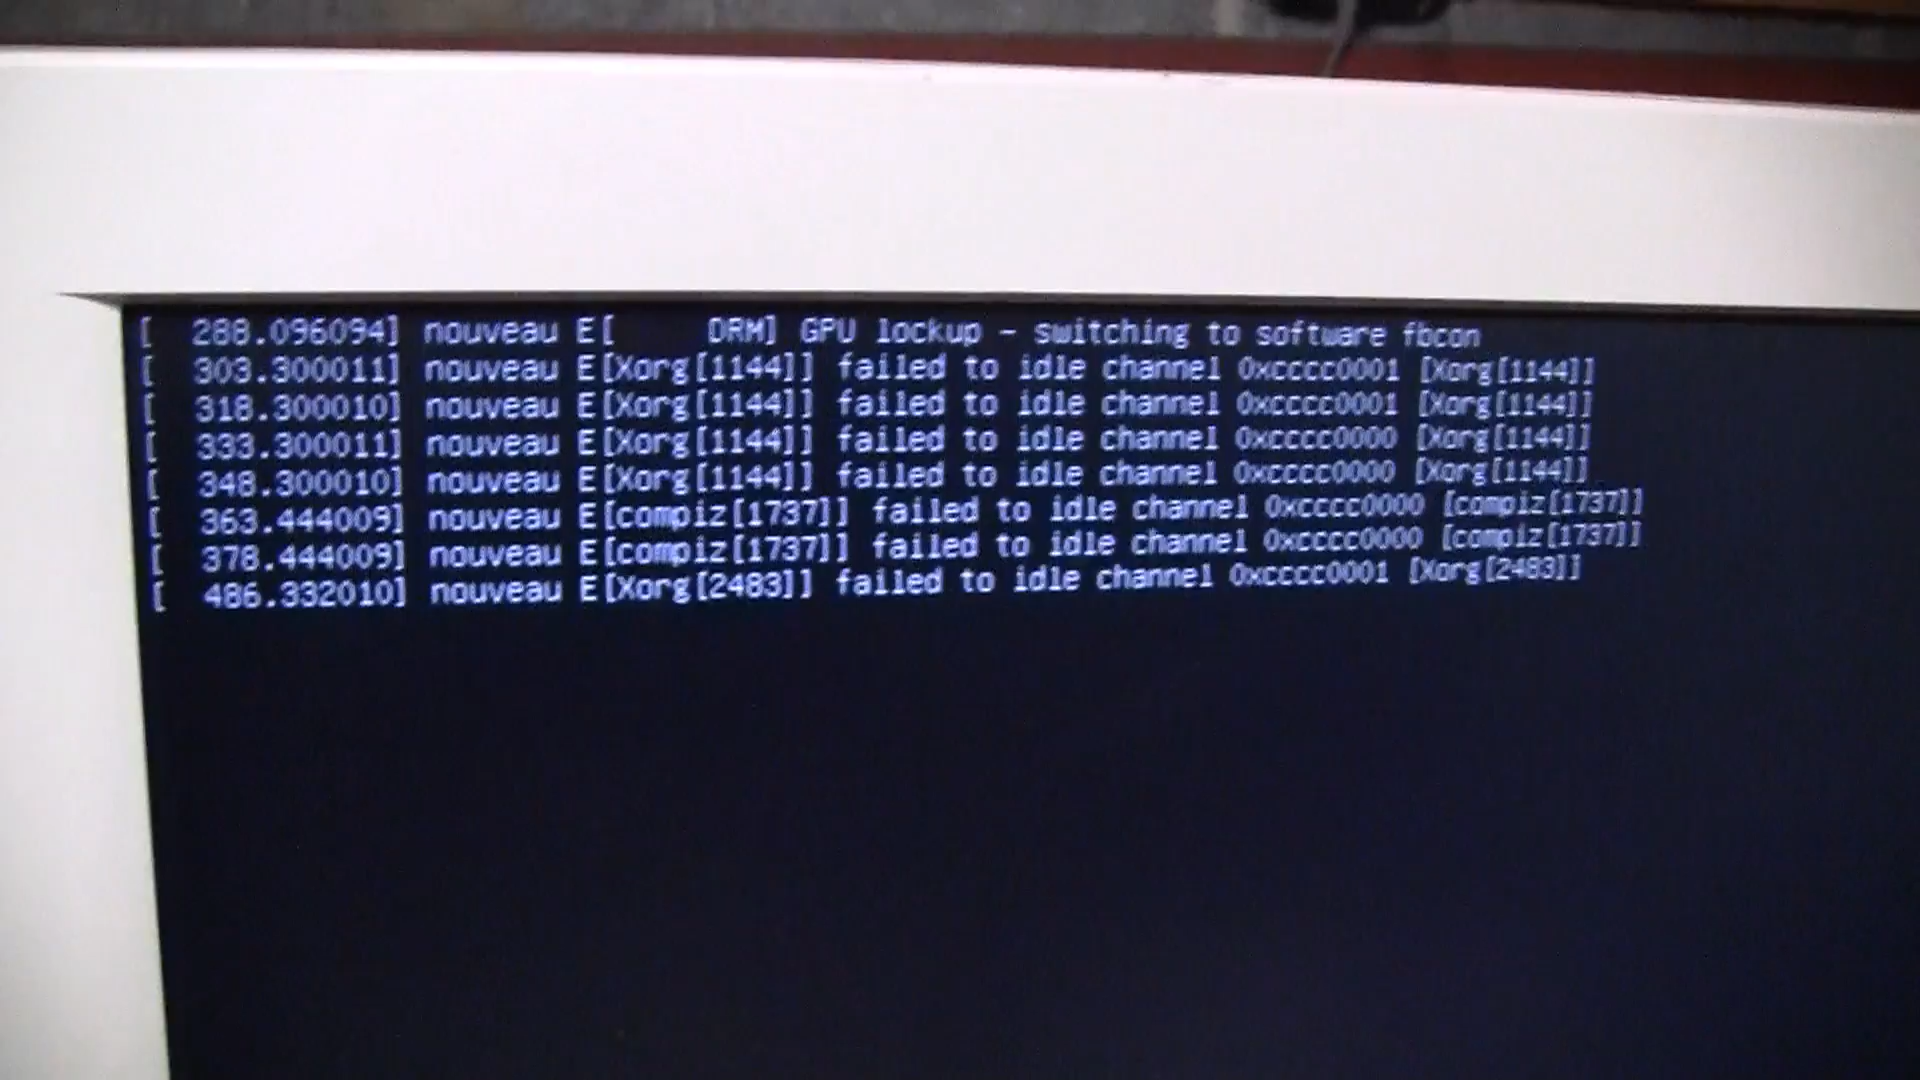 [  288.096094] nouveau E[     DRM] GPU lockup - switching to software fbcon
[  303.300011] nouveau E[Xorg[1144]] failed to idle channel 0xcccc0001 [Xorg[1144]]
[  318.300010] nouveau E[Xorg[1144]] failed to idle channel 0xcccc0001 [Xorg[1144]]
[  333.300011] nouveau E[Xorg[1144]] failed to idle channel 0xcccc0000 [Xorg[1144]]
[  348.300010] nouveau E[Xorg[1144]] failed to idle channel 0xcccc0000 [Xorg[1144]]
[  363.444009] nouveau E[compiz[1737]] failed to idle channel 0xcccc0000 [compiz[1737]]
[  378.444009] nouveau E[compiz[1737]] failed to idle channel 0xcccc0000 [compiz[1737]]
[  486.332010] nouveau E[Xorg[2483]] failed to idle channel 0xcccc0001 [Xorg[2483]]